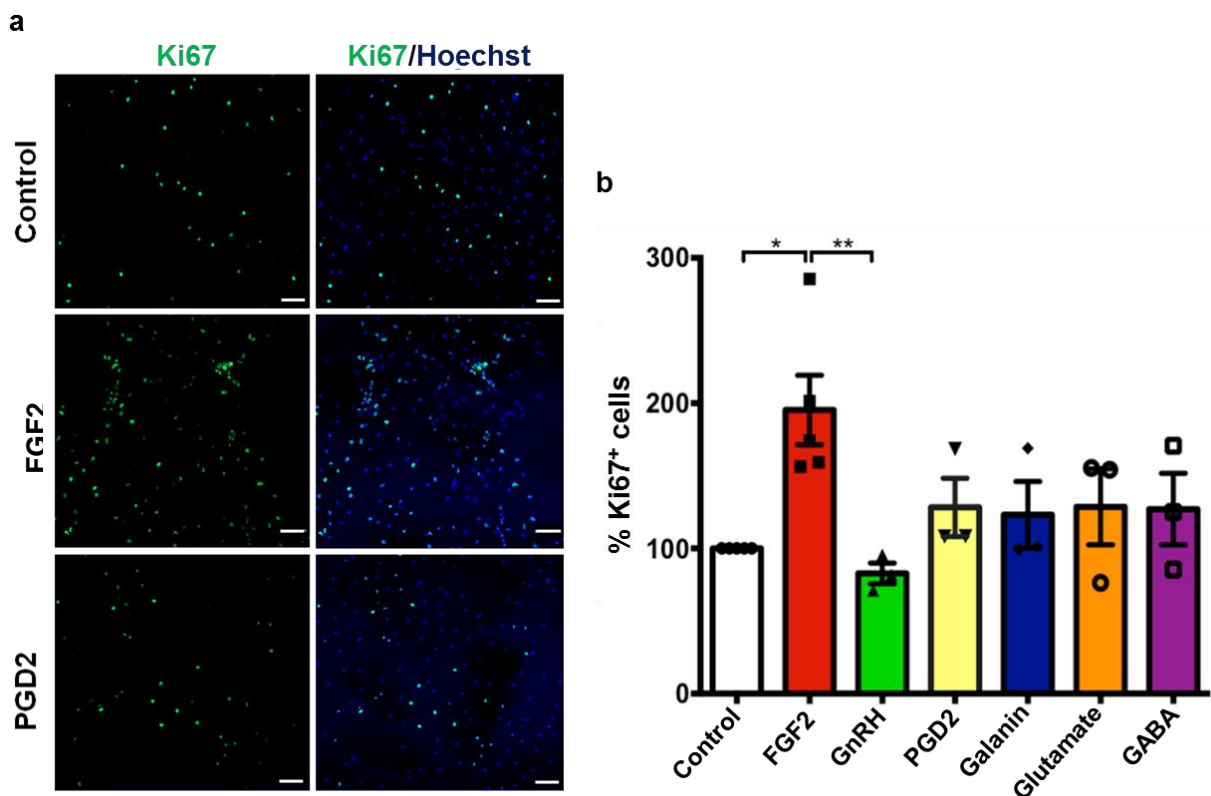 a
Ki67
Ki67/Hoechst
Control
FGF2
PGD2
b
* **
% Ki67⁺ cells
300
200
100
0
Control
FGF2
GnRH
PGD2
Galanin
Glutamate
GABA